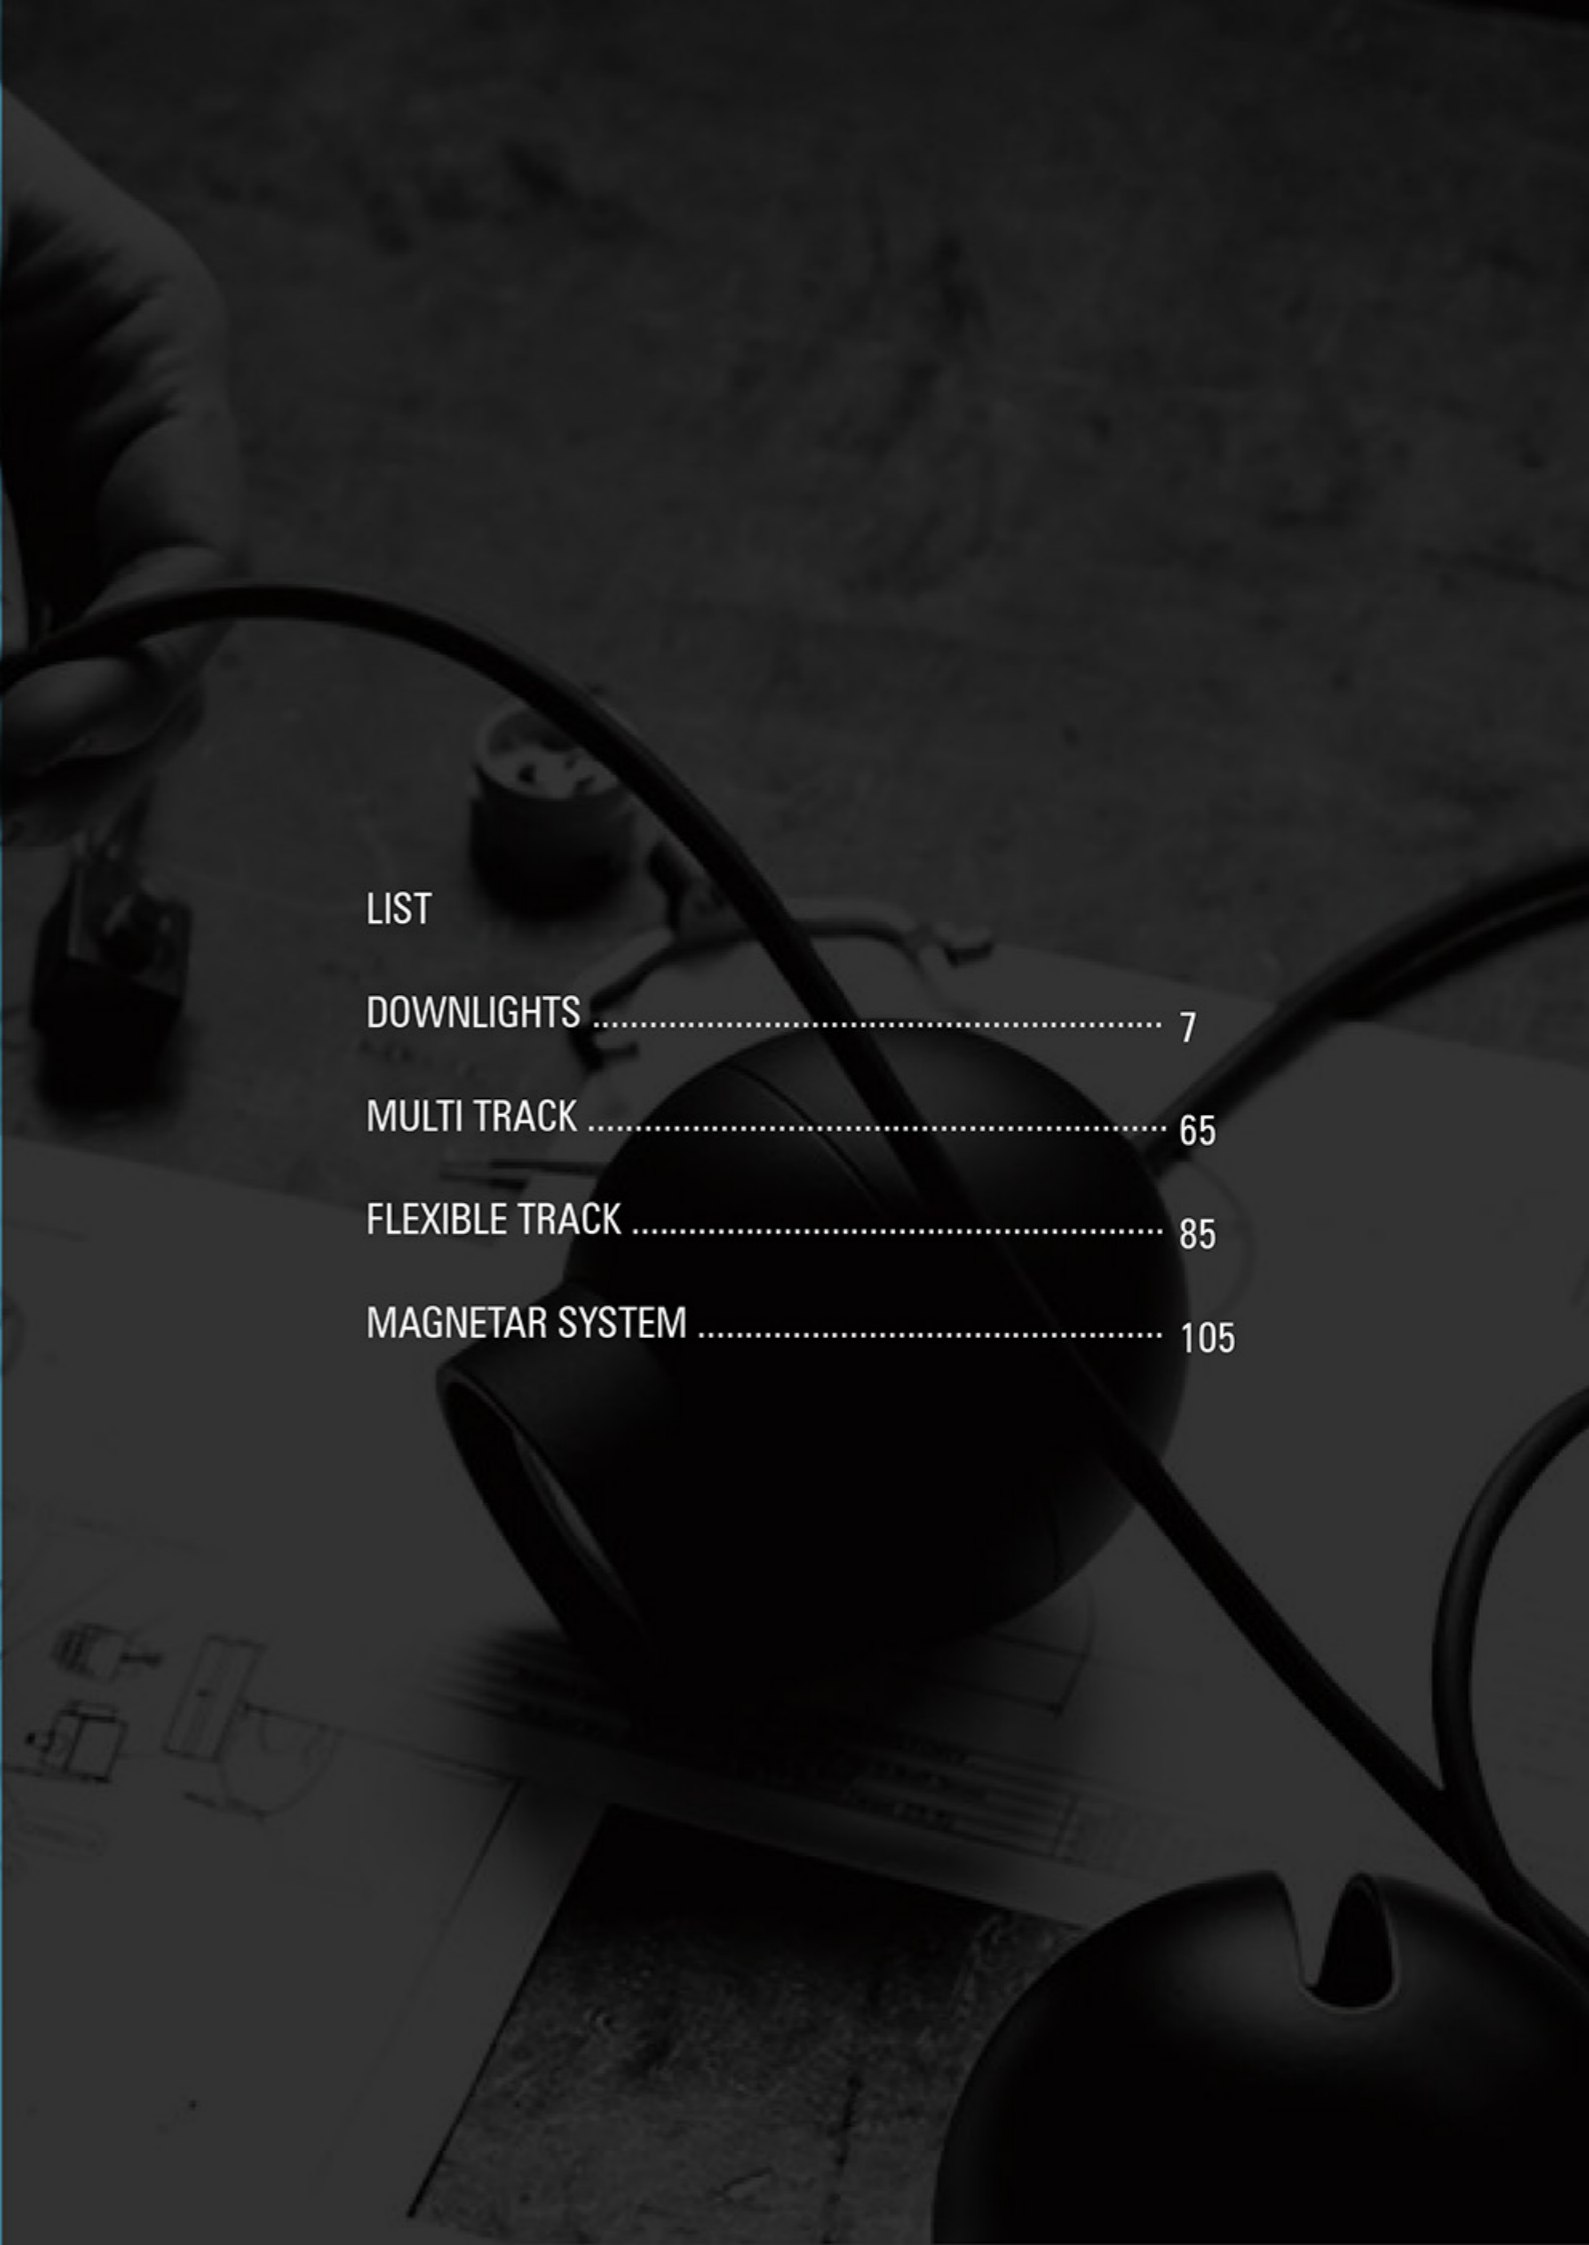 LIST
DOWNLIGHTS ............................................................ 7
MULTI TRACK ............................................................. 65
FLEXIBLE TRACK ........................................................ 85
MAGNETAR SYSTEM ................................................. 105